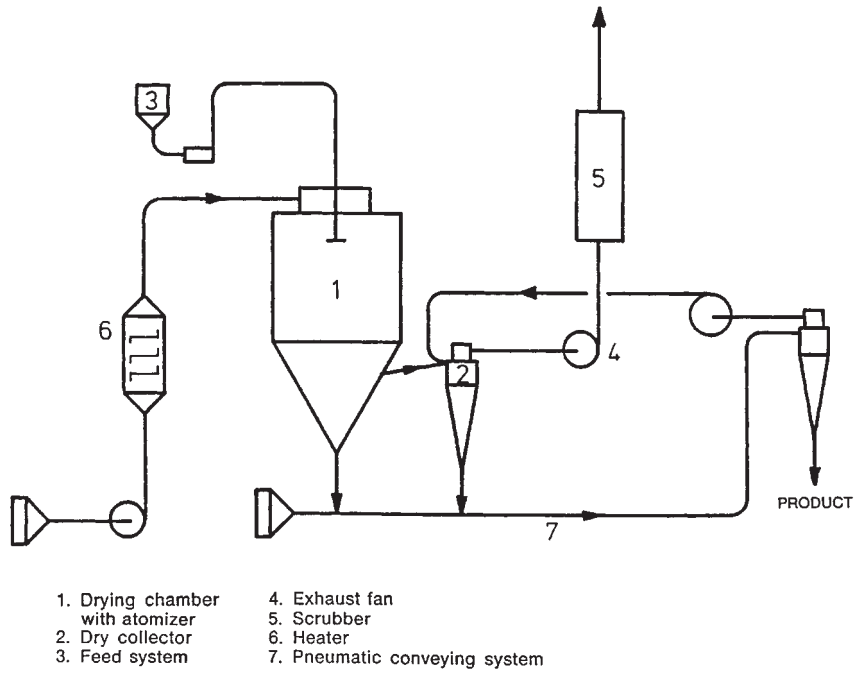 3
5
1
6
4
2
PRODUCT
7
1. Drying chamber
with atomizer
2. Dry collector
3. Feed system
4. Exhaust fan
5. Scrubber
6. Heater
7. Pneumatic conveying system